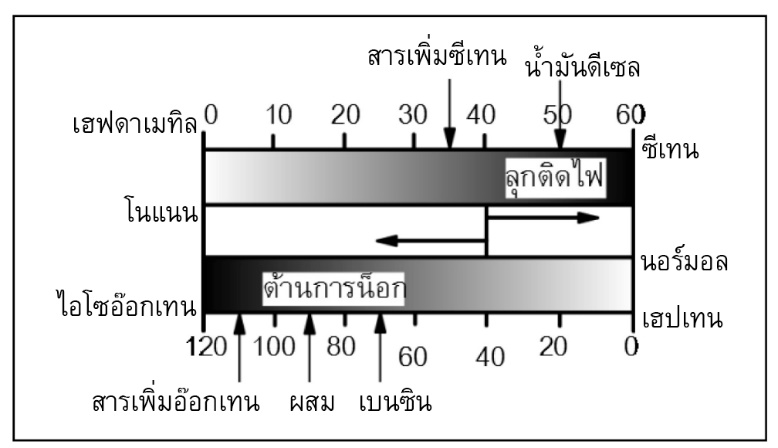 สารเพิ่มซีเทน น้ำมันดีเซล
เฮฟตาเมทิล 0 10 20 30 40 50 60
ซีเทน
ลุกติดไฟ
โนแนน
นอร์มอล
ต้านการน็อก
ไอโซอ๊อกเทน
เฮปเทน
120 100 80 60 40 20 0
สารเพิ่มอ๊อกเทน ผสม เบนซิน